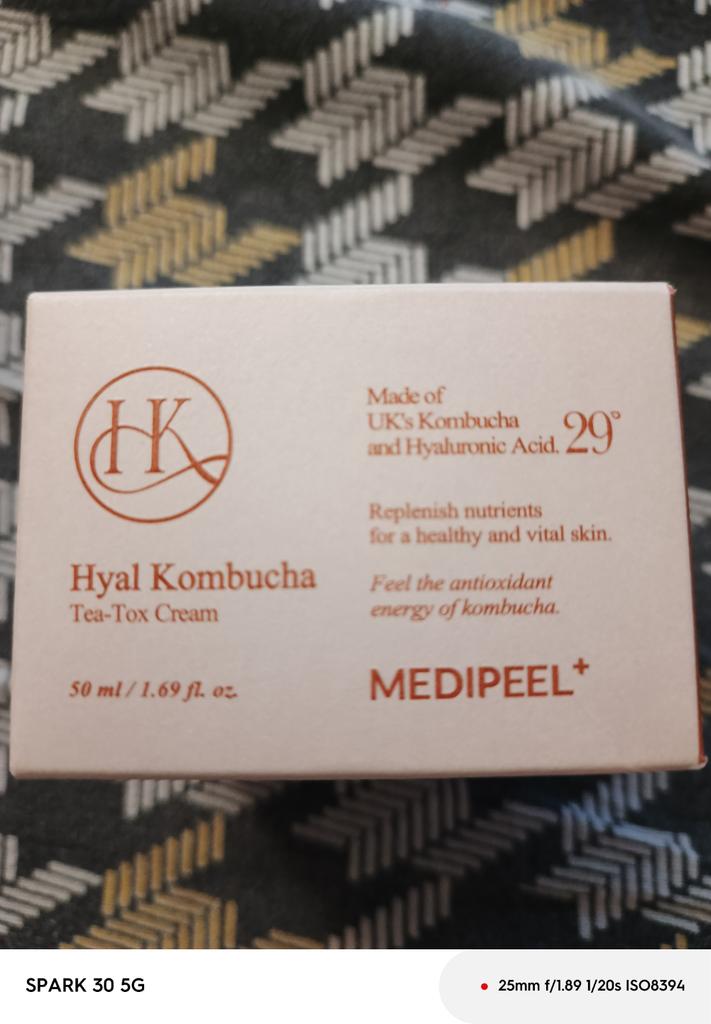 HK
Hyal Kombucha
Tea-Tox Cream
50 ml / 1.69 fl. oz.
Made of
UK's Kombucha
and Hyaluronic Acid. 29°
Replenish nutrients
for a healthy and vital skin.
Feel the antioxidant
energy of kombucha.
MEDIPEEL+
SPARK 30 5G
25mm f/1.89 1/20s ISO8394